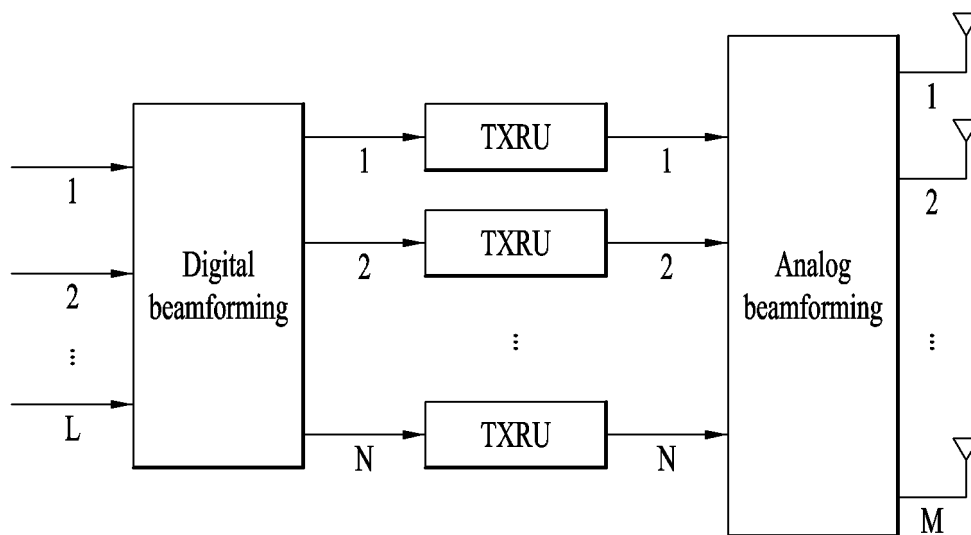 1
2
⋮
L
Digital
beamforming
1
2
N
TXRU
TXRU
⋮
TXRU
1
2
N
Analog
beamforming
1
2
⋮
M